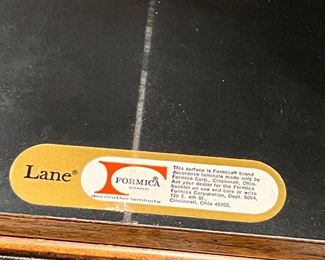 Lane®
FORMICA®
BRAND
decorative laminate
This surface is Formica® brand
decorative laminate made only by
Formica Corp., Cincinnati, Ohio.
Ask your dealer for the Formica
booklet on use and care or write
Formica Corporation, Dept. 5054,
120 E. 4th St.,
Cincinnati, Ohio 45202.